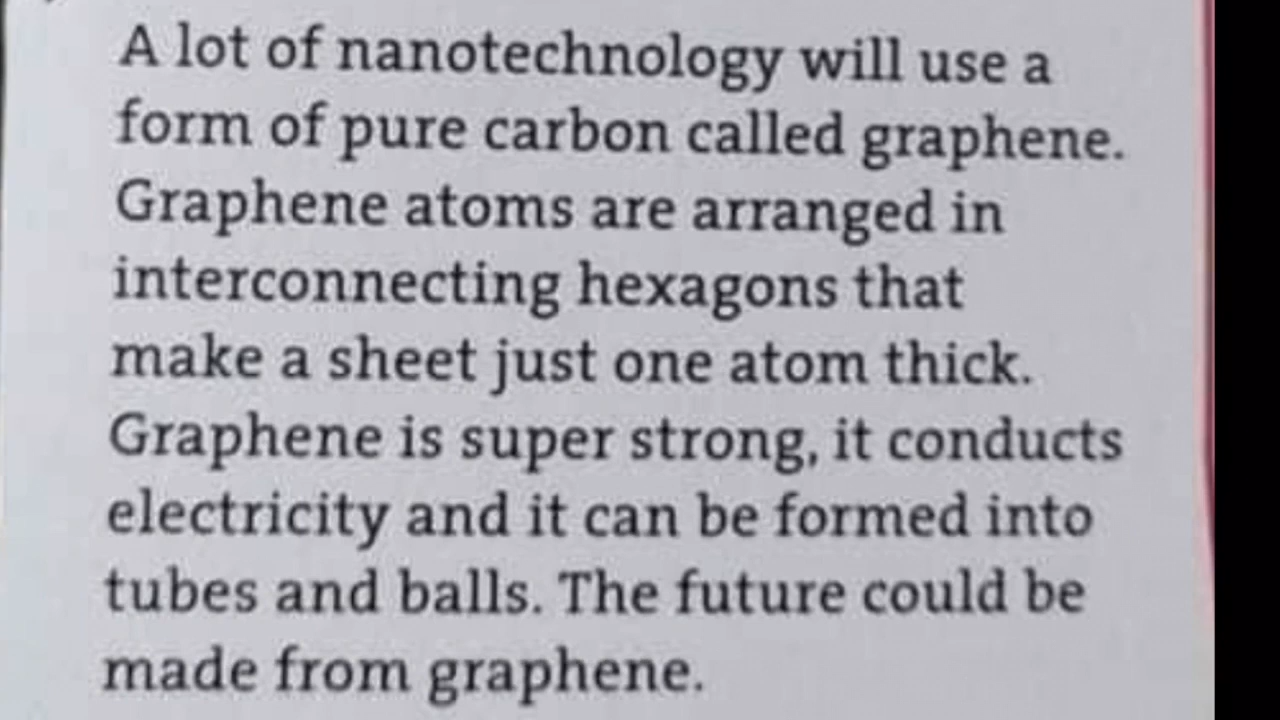 A lot of nanotechnology will use a
form of pure carbon called graphene.
Graphene atoms are arranged in
interconnecting hexagons that
make a sheet just one atom thick.
Graphene is super strong, it conducts
electricity and it can be formed into
tubes and balls. The future could be
made from graphene.